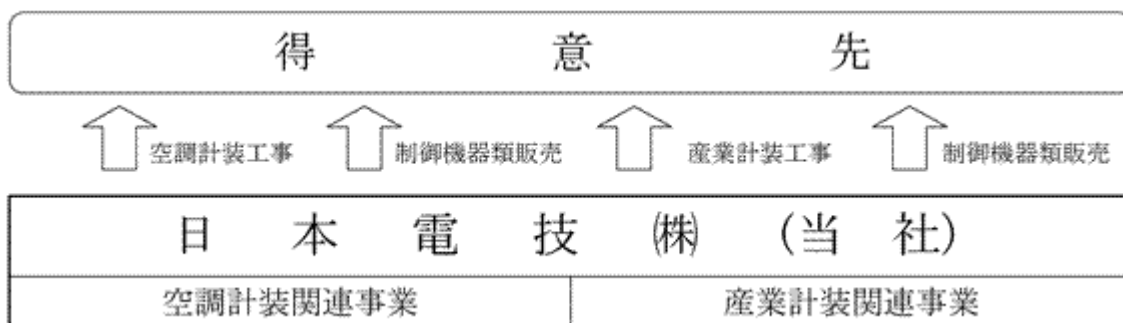 得意先
空調計装工事 制御機器類販売 産業計装工事 制御機器類販売
日本電技㈱(当社)
空調計装関連事業 産業計装関連事業